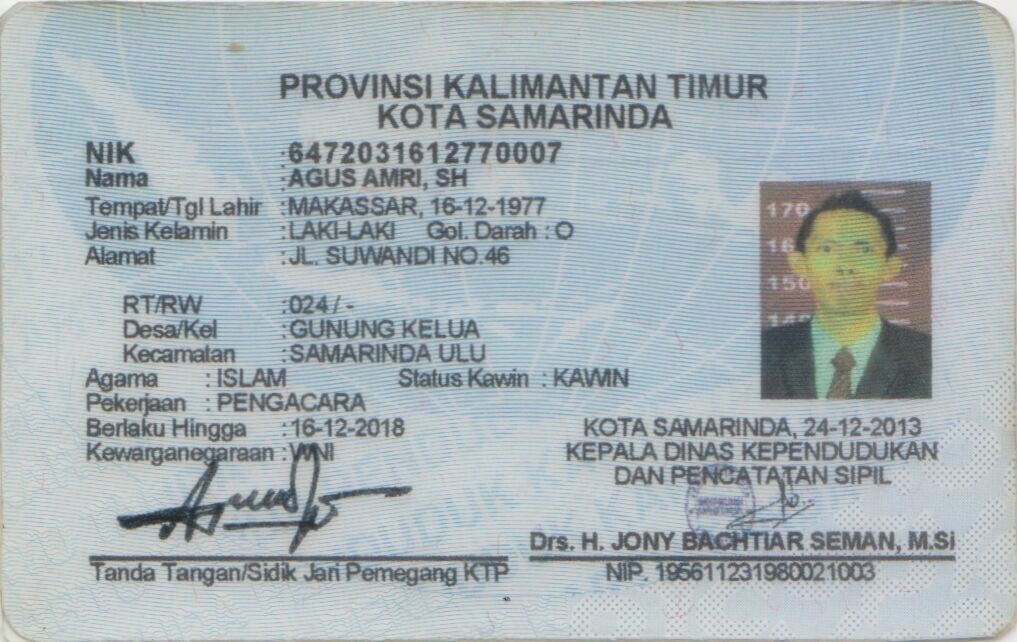 PROVINSI KALIMANTAN TIMUR
KOTA SAMARINDA
NIK :6472031612770007
Nama :AGUS AMRI, SH
Tempat/Tgl Lahir :MAKASSAR, 16-12-1977
Jenis Kelamin :LAKI-LAKI Gol. Darah : O
Alamat :JL. SUWANDI NO.46
RT/RW :024 / -
Desa/Kel :GUNUNG KELUA
Kecamatan :SAMARINDA ULU
Agama : ISLAM Status Kawin : KAWIN
Pekerjaan : PENGACARA
Berlaku Hingga :16-12-2018
Kewarganegaraan : WNI
170
150
KOTA SAMARINDA, 24-12-2013
KEPALA DINAS KEPENDUDUKAN
DAN PENCATATAN SIPIL
Drs. H. JONY BACHTIAR SEMAN, M.Si
NIP. 195611231980021003
Tanda Tangan/Sidik Jari Pemegang KTP